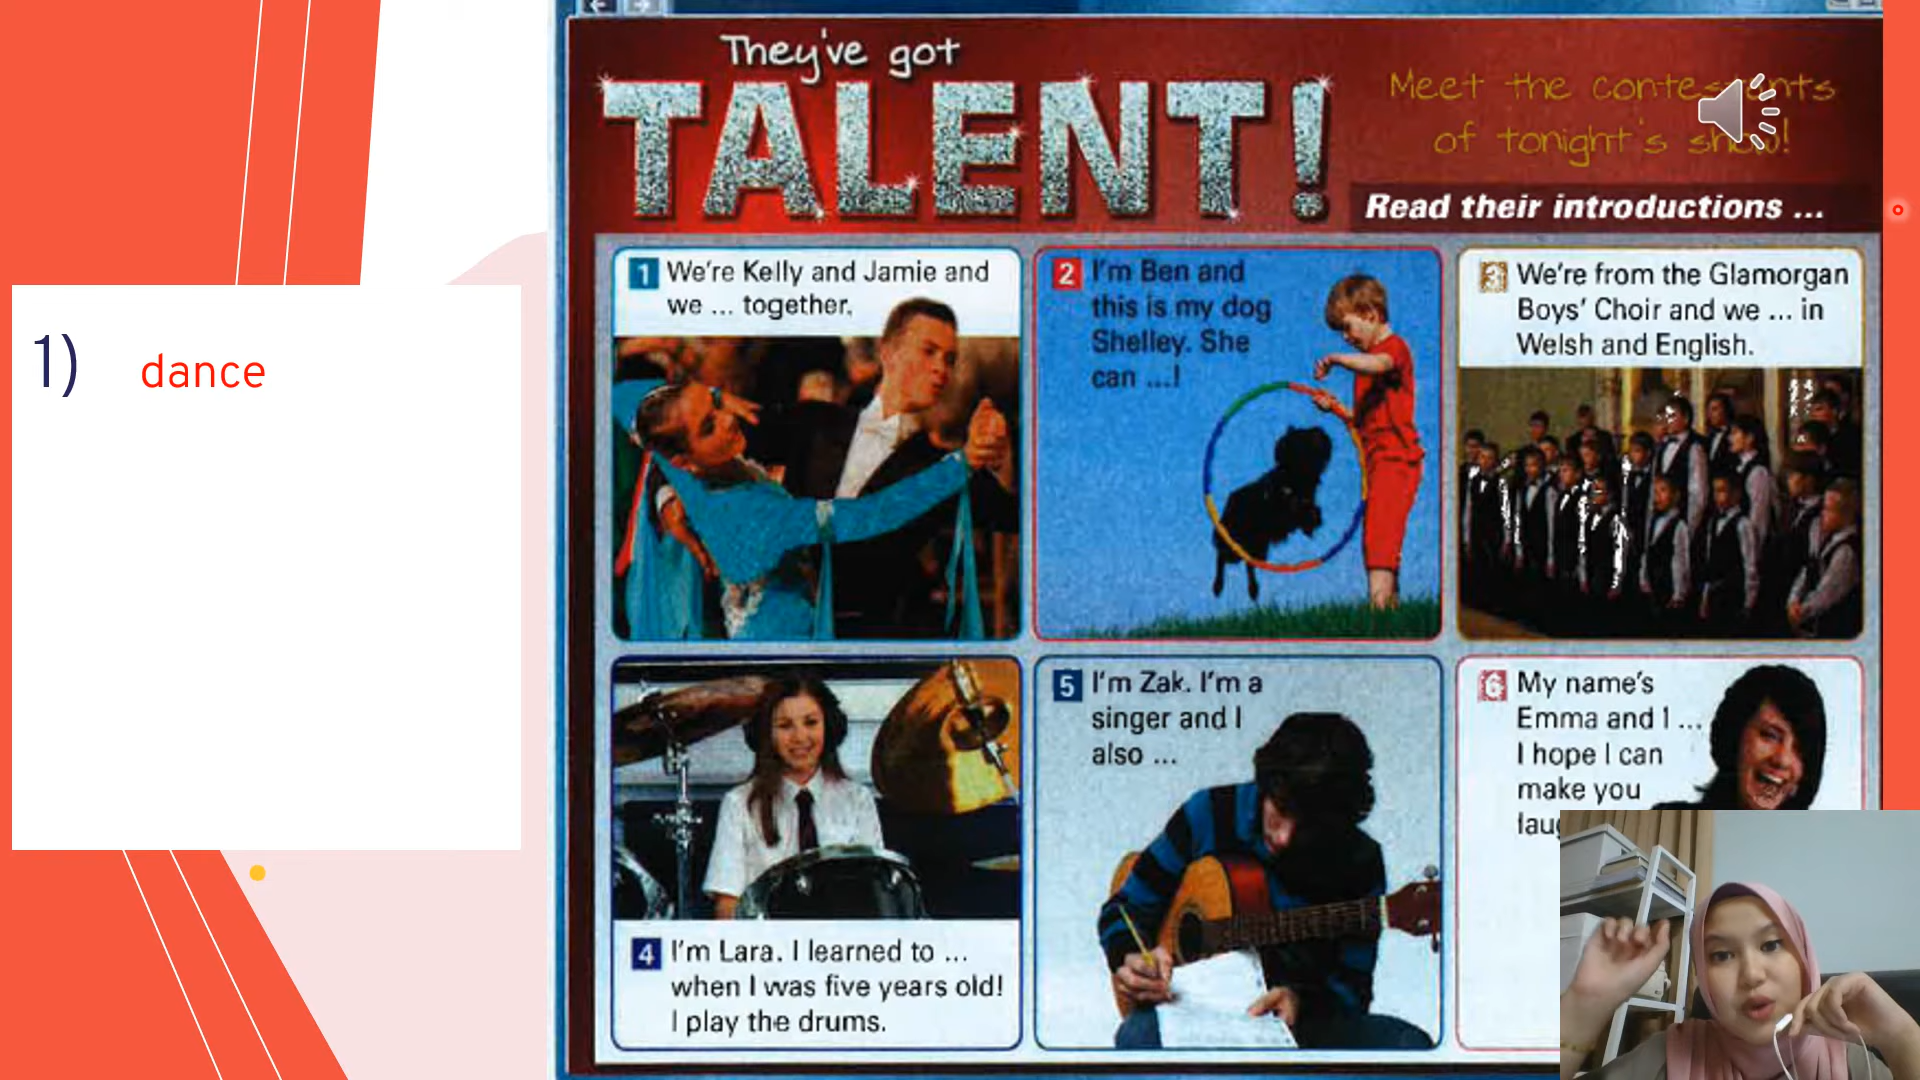 1) dance
They've got
TALENT!
Meet the contestants
of tonight's show!
Read their introductions ...
1 We're Kelly and Jamie and
we ... together.
2 I'm Ben and
this is my dog
Shelley. She
can ...!
3 We're from the Glamorgan
Boys' Choir and we ... in
Welsh and English.
4 I'm Lara. I learned to ...
when I was five years old!
I play the drums.
5 I'm Zak. I'm a
singer and I
also ...
6 My name's
Emma and I ...
I hope I can
make you